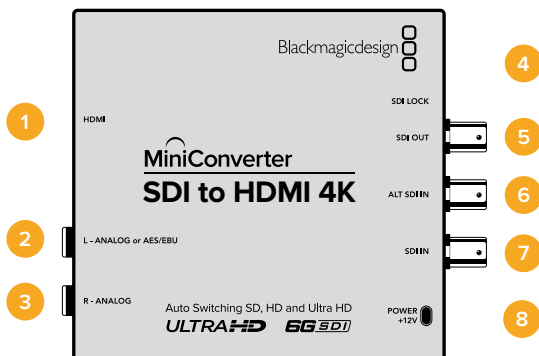 Blackmagicdesign
4
SDI LOCK
1
HDMI
SDI OUT
5
MiniConverter
SDI to HDMI 4K
ALT SDI IN
6
2
L - ANALOG or AES/EBU
SDI IN
7
3
R - ANALOG
Auto Switching SD, HD and Ultra HD
POWER
+12V
8
ULTRA HD 6G SDI